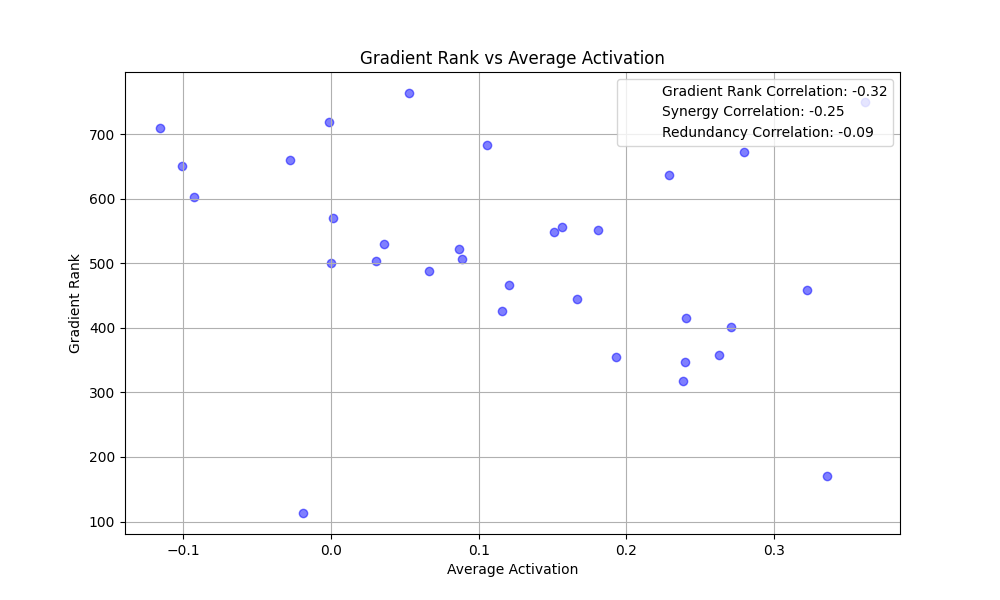 Gradient Rank vs Average Activation
Gradient Rank Correlation: -0.32
Synergy Correlation: -0.25
Redundancy Correlation: -0.09
700
600
500
400
300
200
100
Gradient Rank
−0.1
0.0
0.1
0.2
0.3
Average Activation